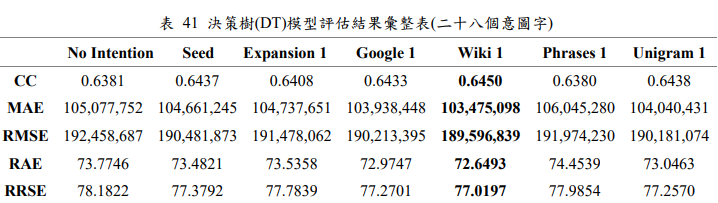 表 41 決策樹(DT)模型評估結果彙整表(二十八個意圖字)
No Intention Seed Expansion 1 Google 1 Wiki 1 Phrases 1 Unigram 1
CC 0.6381 0.6437 0.6408 0.6433 0.6450 0.6380 0.6438
MAE 105,077,752 104,661,245 104,737,651 103,938,448 103,475,098 106,045,280 104,040,431
RMSE 192,458,687 190,481,873 191,478,062 190,213,395 189,596,839 191,974,230 190,181,074
RAE 73.7746 73.4821 73.5358 72.9747 72.6493 74.4539 73.0463
RRSE 78.1822 77.3792 77.7839 77.2701 77.0197 77.9854 77.2570